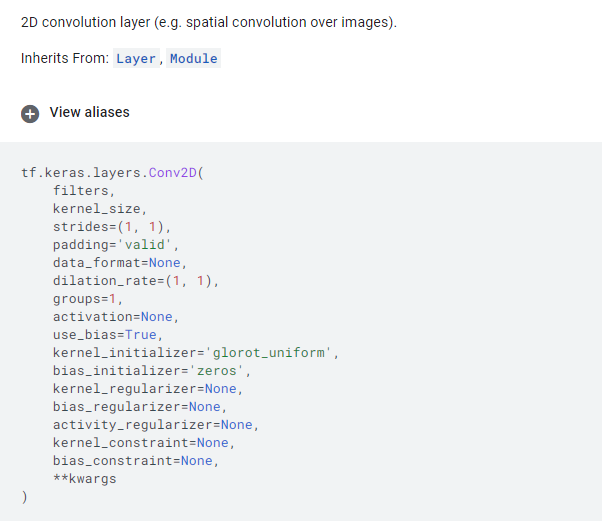 2D convolution layer (e.g. spatial convolution over images).
Inherits From: Layer, Module
View aliases
tf.keras.layers.Conv2D(
    filters,
    kernel_size,
    strides=(1, 1),
    padding='valid',
    data_format=None,
    dilation_rate=(1, 1),
    groups=1,
    activation=None,
    use_bias=True,
    kernel_initializer='glorot_uniform',
    bias_initializer='zeros',
    kernel_regularizer=None,
    bias_regularizer=None,
    activity_regularizer=None,
    kernel_constraint=None,
    bias_constraint=None,
    **kwargs
)